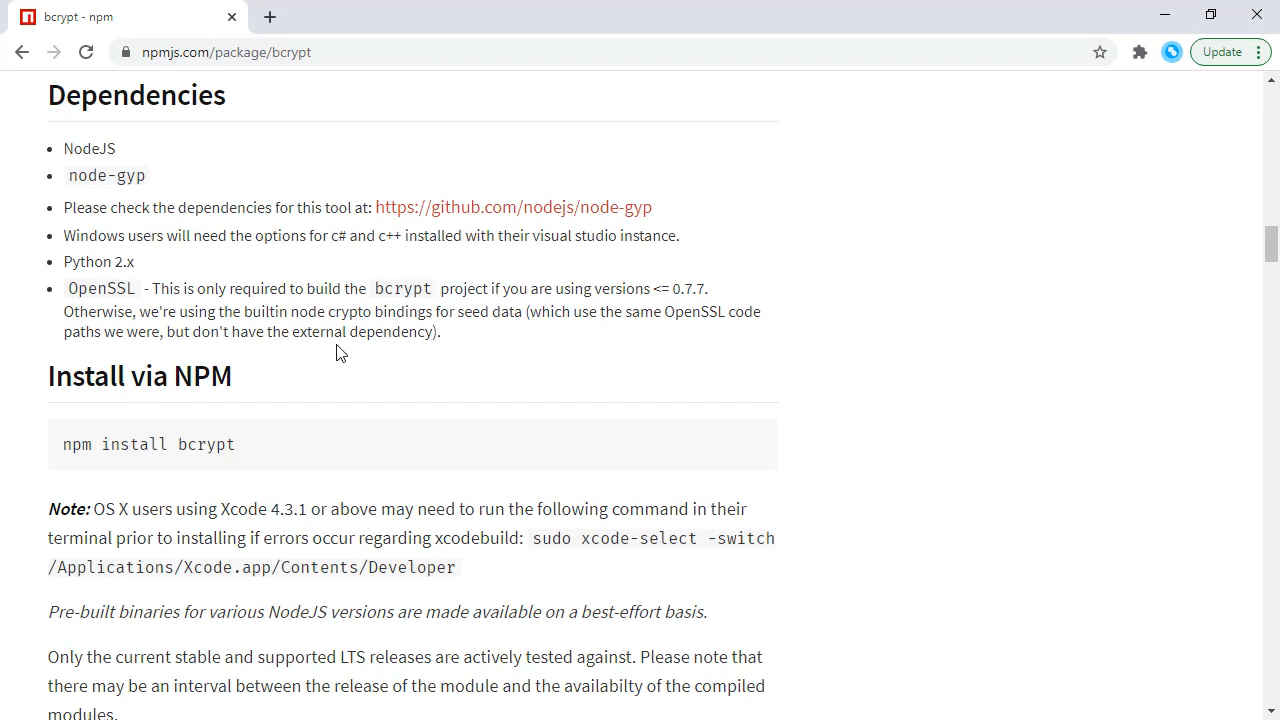 bcrypt - npm
npmjs.com/package/bcrypt
Update
Dependencies
NodeJS
node-gyp
Please check the dependencies for this tool at: https://github.com/nodejs/node-gyp
Windows users will need the options for c# and c++ installed with their visual studio instance.
Python 2.x
OpenSSL - This is only required to build the bcrypt project if you are using versions <= 0.7.7.
Otherwise, we're using the builtin node crypto bindings for seed data (which use the same OpenSSL code
paths we were, but don't have the external dependency).
Install via NPM
npm install bcrypt
Note: OS X users using Xcode 4.3.1 or above may need to run the following command in their
terminal prior to installing if errors occur regarding xcodebuild: sudo xcode-select -switch
/Applications/Xcode.app/Contents/Developer
Pre-built binaries for various NodeJS versions are made available on a best-effort basis.
Only the current stable and supported LTS releases are actively tested against. Please note that
there may be an interval between the release of the module and the availabilty of the compiled
modules.